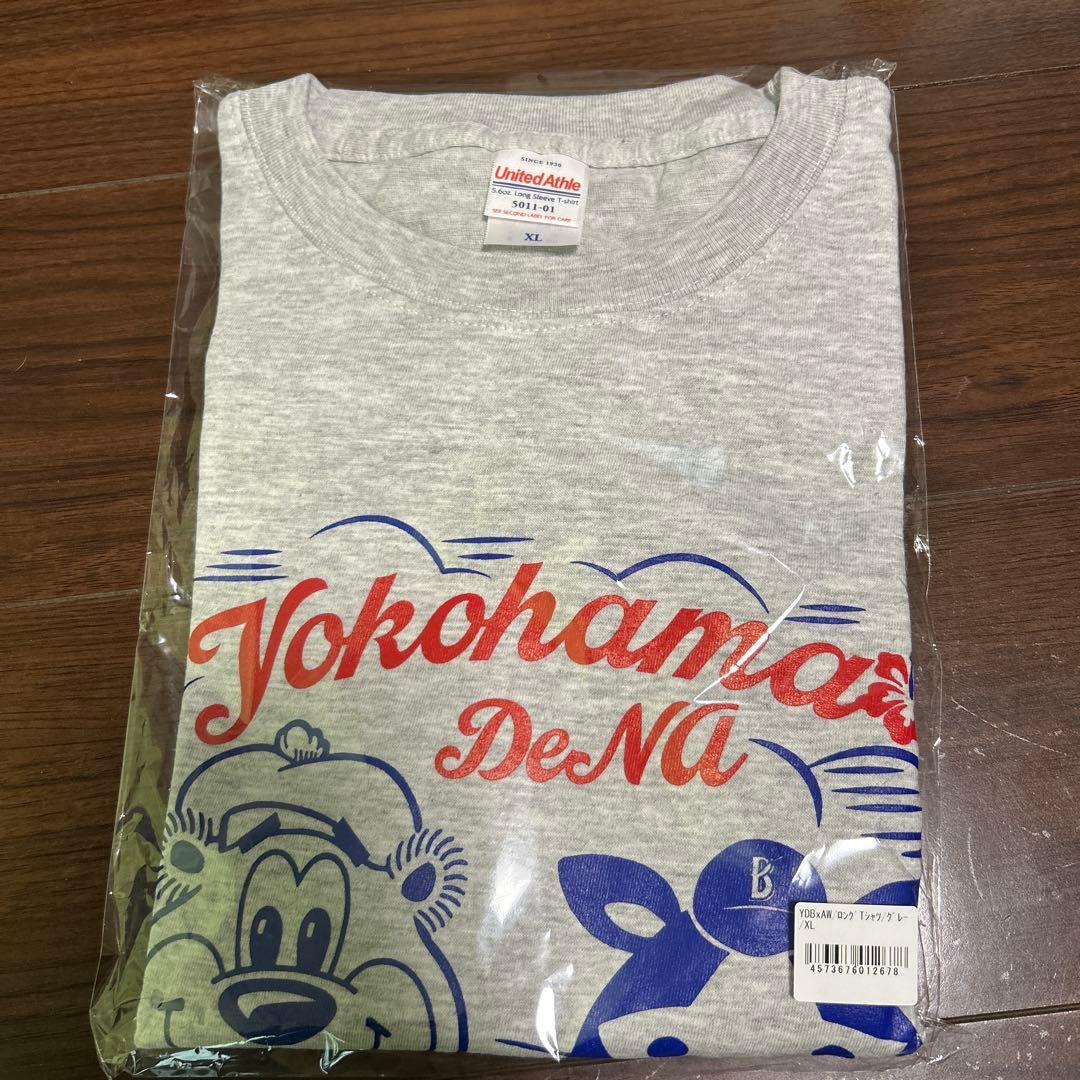 SINCE 1936
United Athle
5.6oz. Long Sleeve T-shirt
5011-01
SEE SECOND LABEL FOR CARE
XL
Yokohama
DeNA
B
YDBxAW/ﾛﾝｸﾞTｼｬﾂ/ｸﾞﾚｰ
/XL
4573676012678